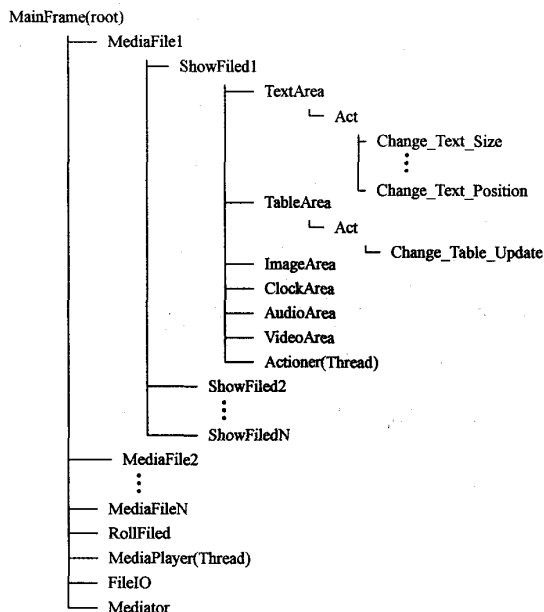 MainFrame(root)
MediaFile1
ShowFiled1
TextArea
Act
Change_Text_Size
Change_Text_Position
TableArea
Act
Change_Table_Update
ImageArea
ClockArea
AudioArea
VideoArea
Actioner(Thread)
ShowFiled2
ShowFiledN
MediaFile2
MediaFileN
RollFiled
MediaPlayer(Thread)
FileIO
Mediator